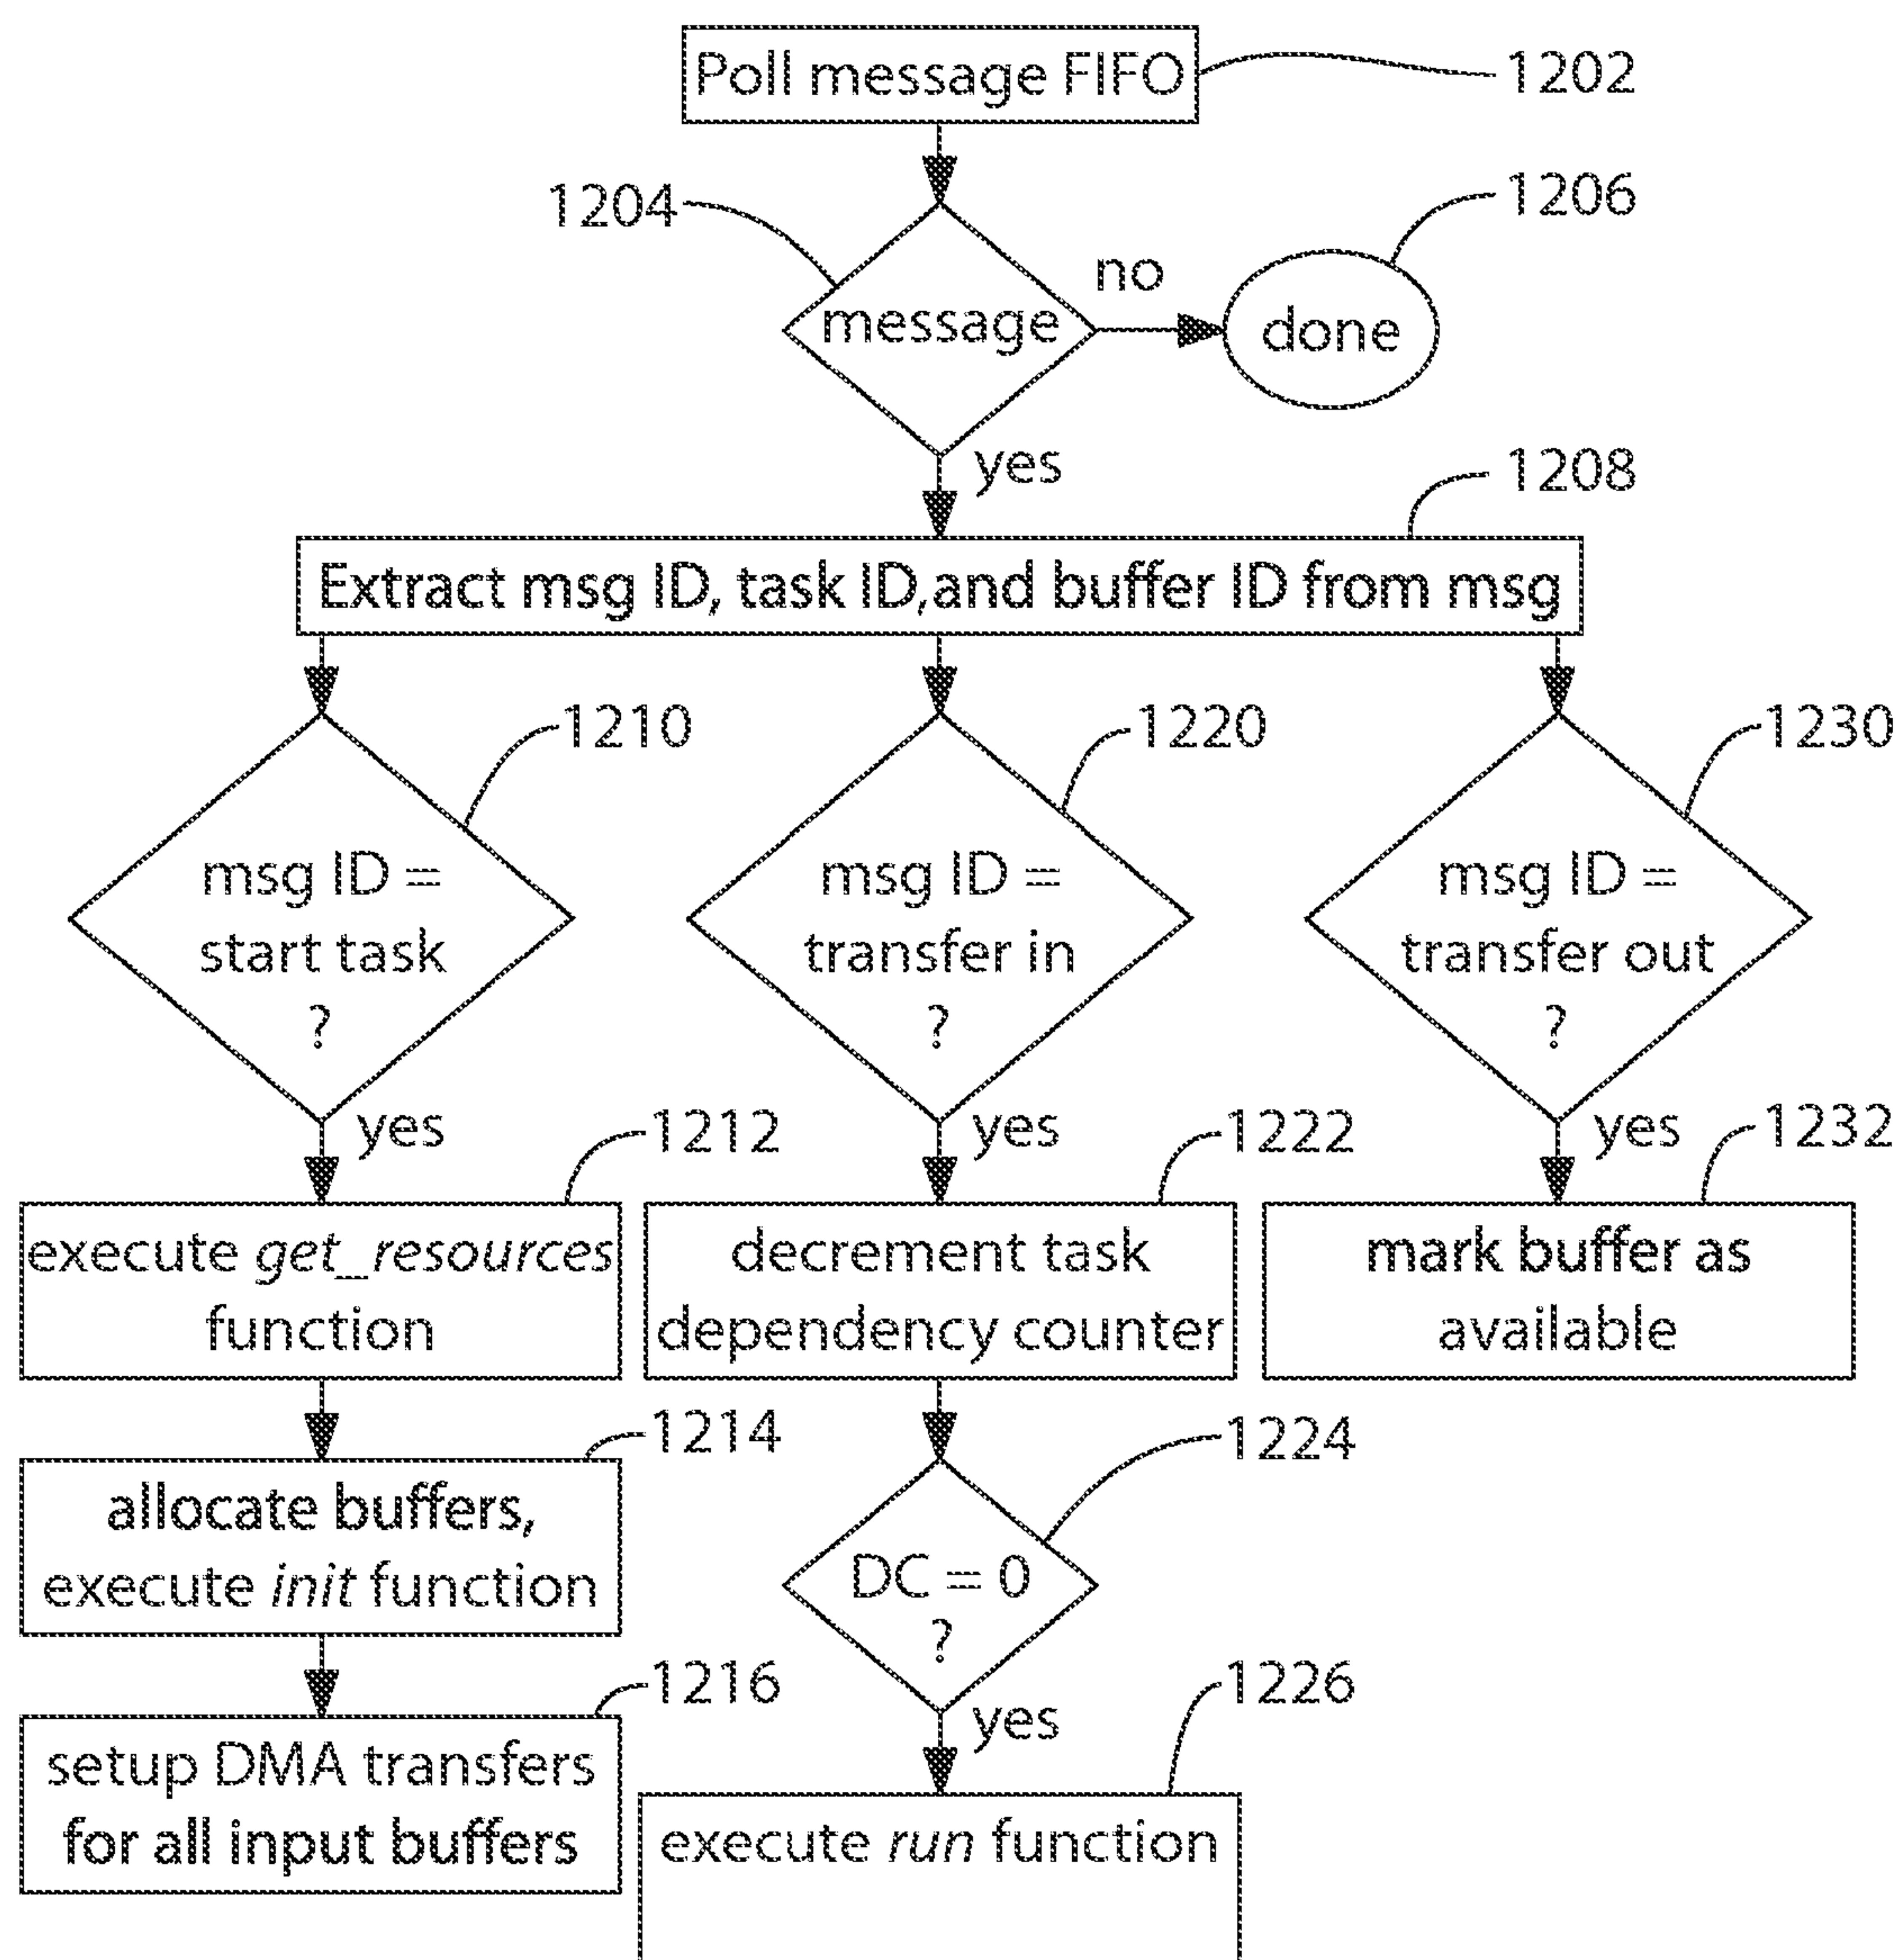 Poll message FIFO
1202
1204
1206
message
no
done
yes
1208
Extract msg ID, task ID,and buffer ID from msg
1210
1220
1230
msg ID =
start task
?
msg ID =
transfer in
?
msg ID =
transfer out
?
yes
1212
yes
1222
yes
1232
execute get_resources
function
decrement task
dependency counter
mark buffer as
available
1214
1224
allocate buffers,
execute init function
DC = 0
?
1216
yes
1226
setup DMA transfers
for all input buffers
execute run function